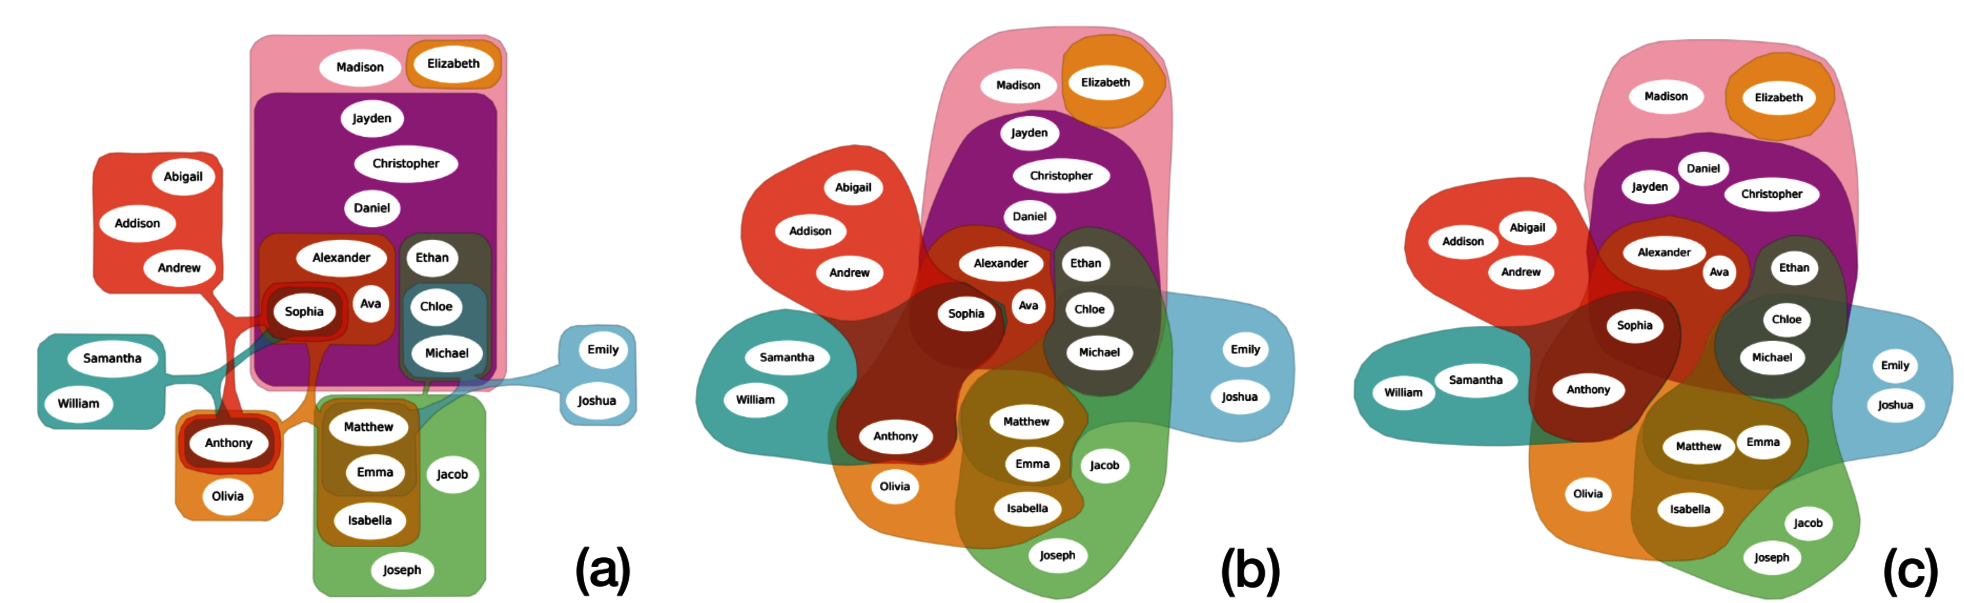 Madison
Elizabeth
Jayden
Christopher
Daniel
Abigail
Addison
Andrew
Alexander
Ethan
Sophia
Ava
Chloe
Michael
Samantha
William
Emily
Joshua
Anthony
Olivia
Matthew
Emma
Jacob
Isabella
Joseph
(a)
Madison
Elizabeth
Jayden
Christopher
Daniel
Abigail
Addison
Andrew
Alexander
Ethan
Sophia
Ava
Chloe
Michael
Samantha
William
Emily
Joshua
Anthony
Olivia
Matthew
Emma
Jacob
Isabella
Joseph
(b)
Madison
Elizabeth
Daniel
Jayden
Christopher
Abigail
Addison
Andrew
Alexander
Ava
Ethan
Sophia
Chloe
Michael
Samantha
William
Emily
Joshua
Anthony
Matthew
Emma
Olivia
Isabella
Jacob
Joseph
(c)